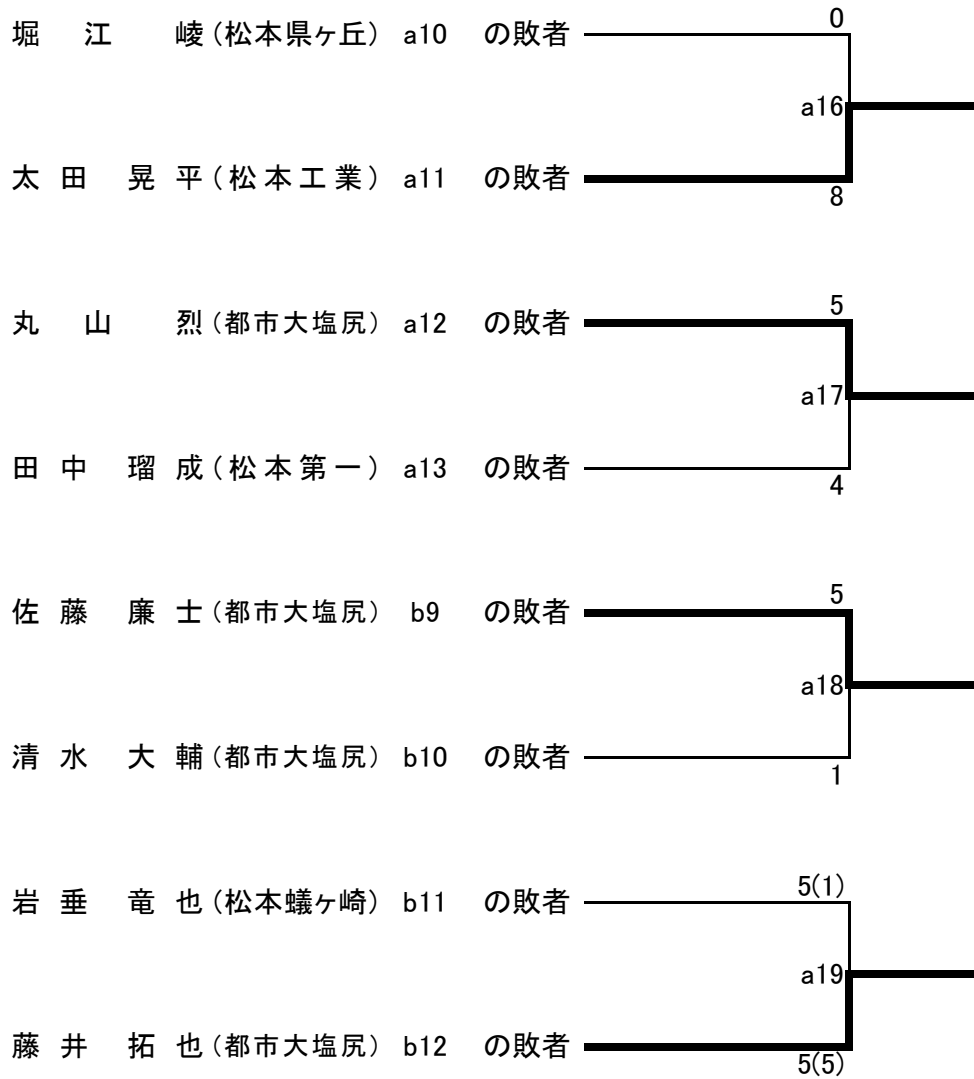 0
堀 江 崚（松本県ヶ丘） a10 の敗者
a16
太 田 晃 平（松本工業） a11 の敗者
8
5
丸 山 烈（都市大塩尻） a12 の敗者
a17
田 中 瑠 成（松本第一） a13 の敗者
4
5
佐 藤 廉 士（都市大塩尻） b9 の敗者
a18
清 水 大 輔（都市大塩尻） b10 の敗者
1
5(1)
岩 垂 竜 也（松本蟻ヶ崎） b11 の敗者
a19
藤 井 拓 也（都市大塩尻） b12 の敗者
5(5)